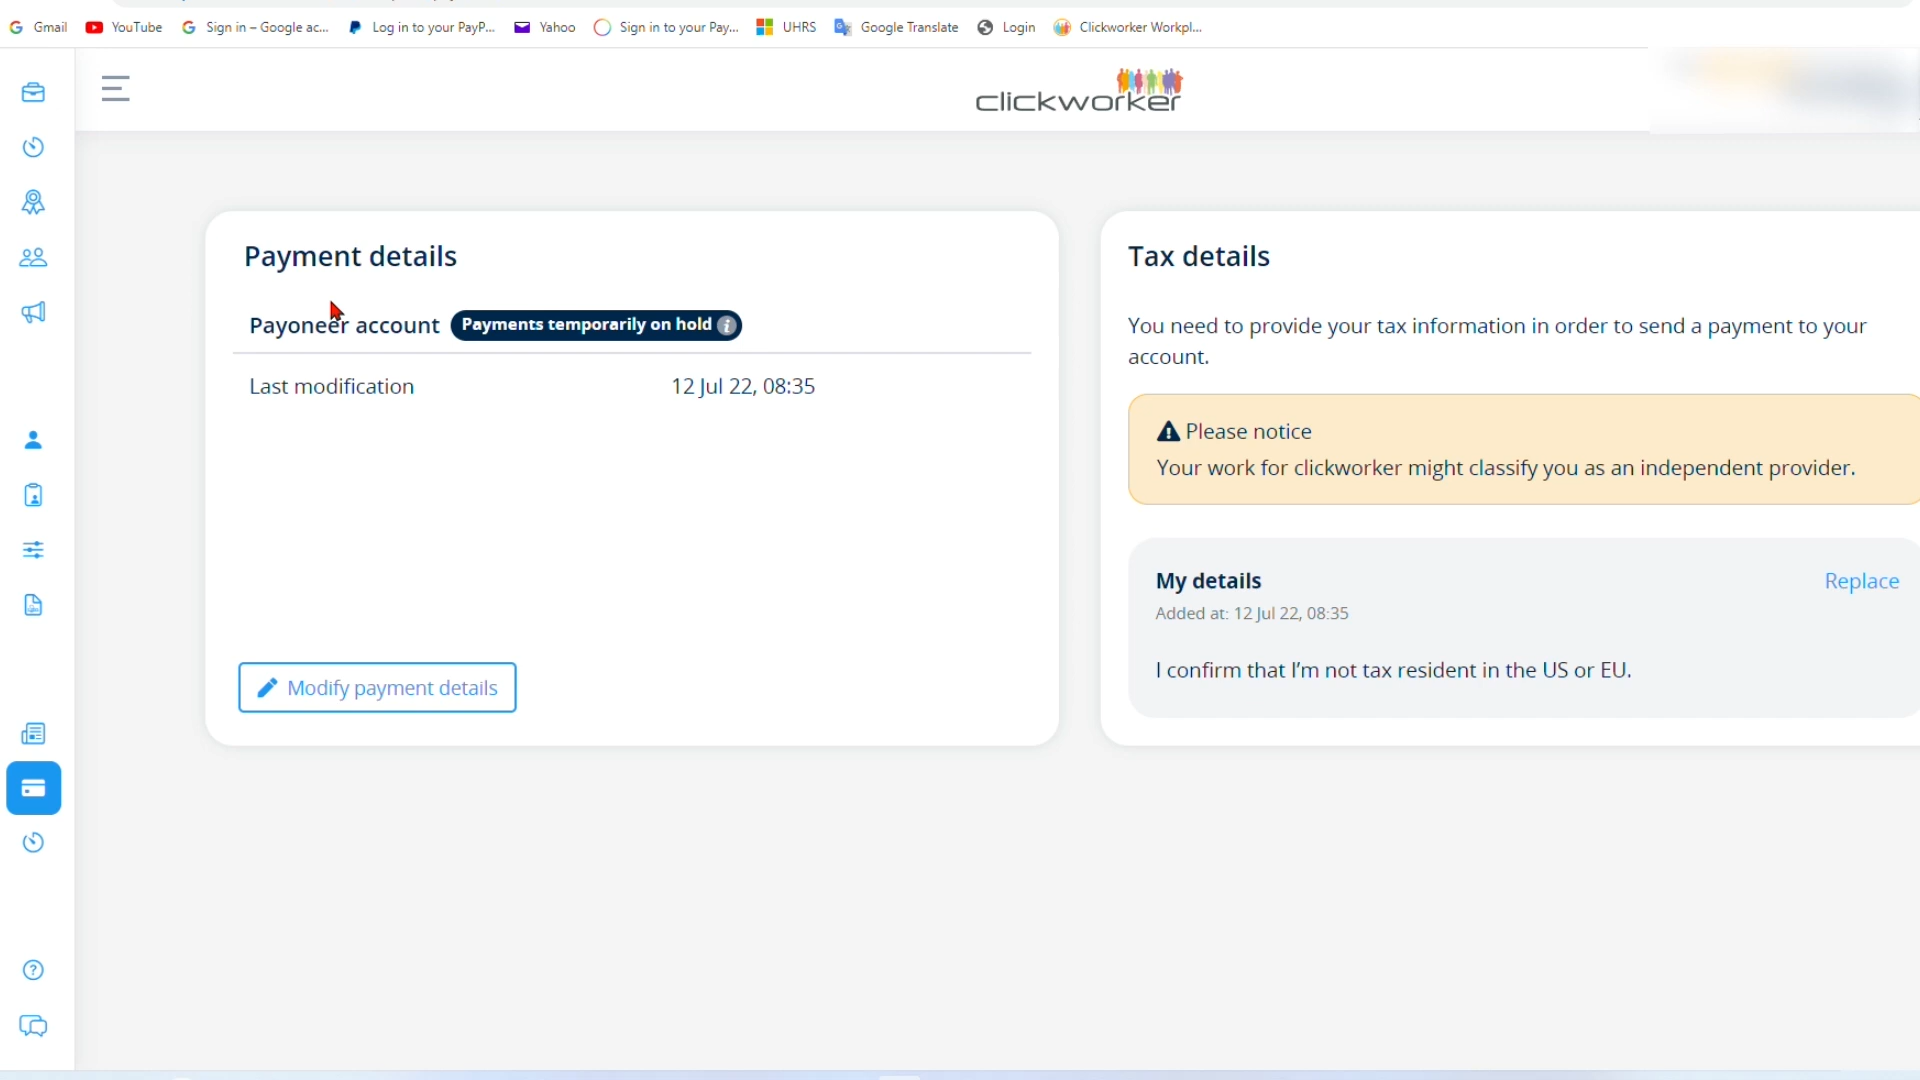 Gmail YouTube Sign in – Google ac... Log in to your PayP... Yahoo Sign in to your Pay... UHRS Google Translate Login Clickworker Workpl...
clickworker
Payment details
Payoneer account Payments temporarily on hold
Last modification 12 Jul 22, 08:35
Modify payment details
Tax details
You need to provide your tax information in order to send a payment to your
account.
Please notice
Your work for clickworker might classify you as an independent provider.
My details Replace
Added at: 12 Jul 22, 08:35
I confirm that I'm not tax resident in the US or EU.